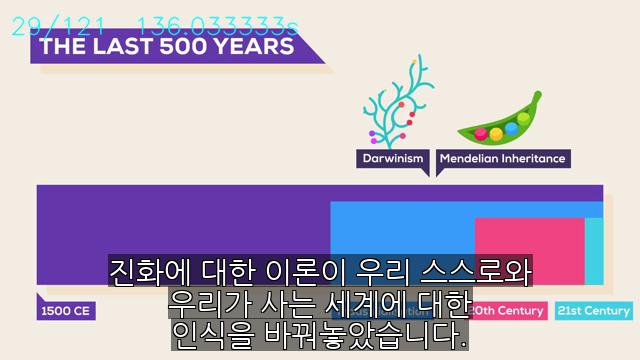 29/121 136.033333s
THE LAST 500 YEARS
Darwinism
Mendelian Inheritance
진화에 대한 이론이 우리 스스로와
우리가 사는 세계에 대한
인식을 바꿔놓았습니다.
1500 CE
20th Century
21st Century